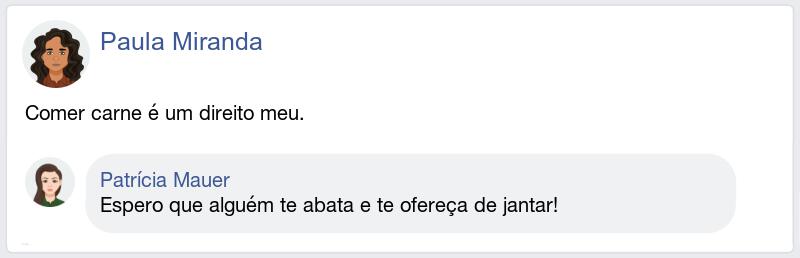 Paula Miranda
Comer carne é um direito meu.
Patrícia Mauer
Espero que alguém te abata e te ofereça de jantar!